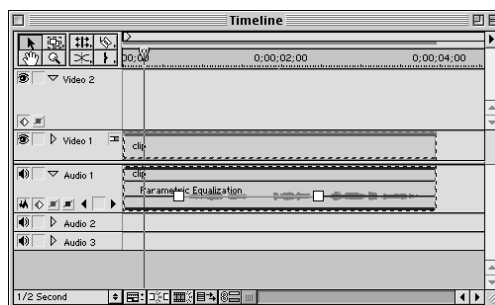 Timeline
00;00 0;00;02;00 0;00;04;00
Video 2
Video 1
clip
Audio 1
clip
Parametric Equalization
Audio 2
Audio 3
1/2 Second